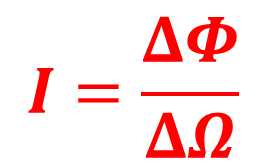 I = ΔΦ / ΔΩ